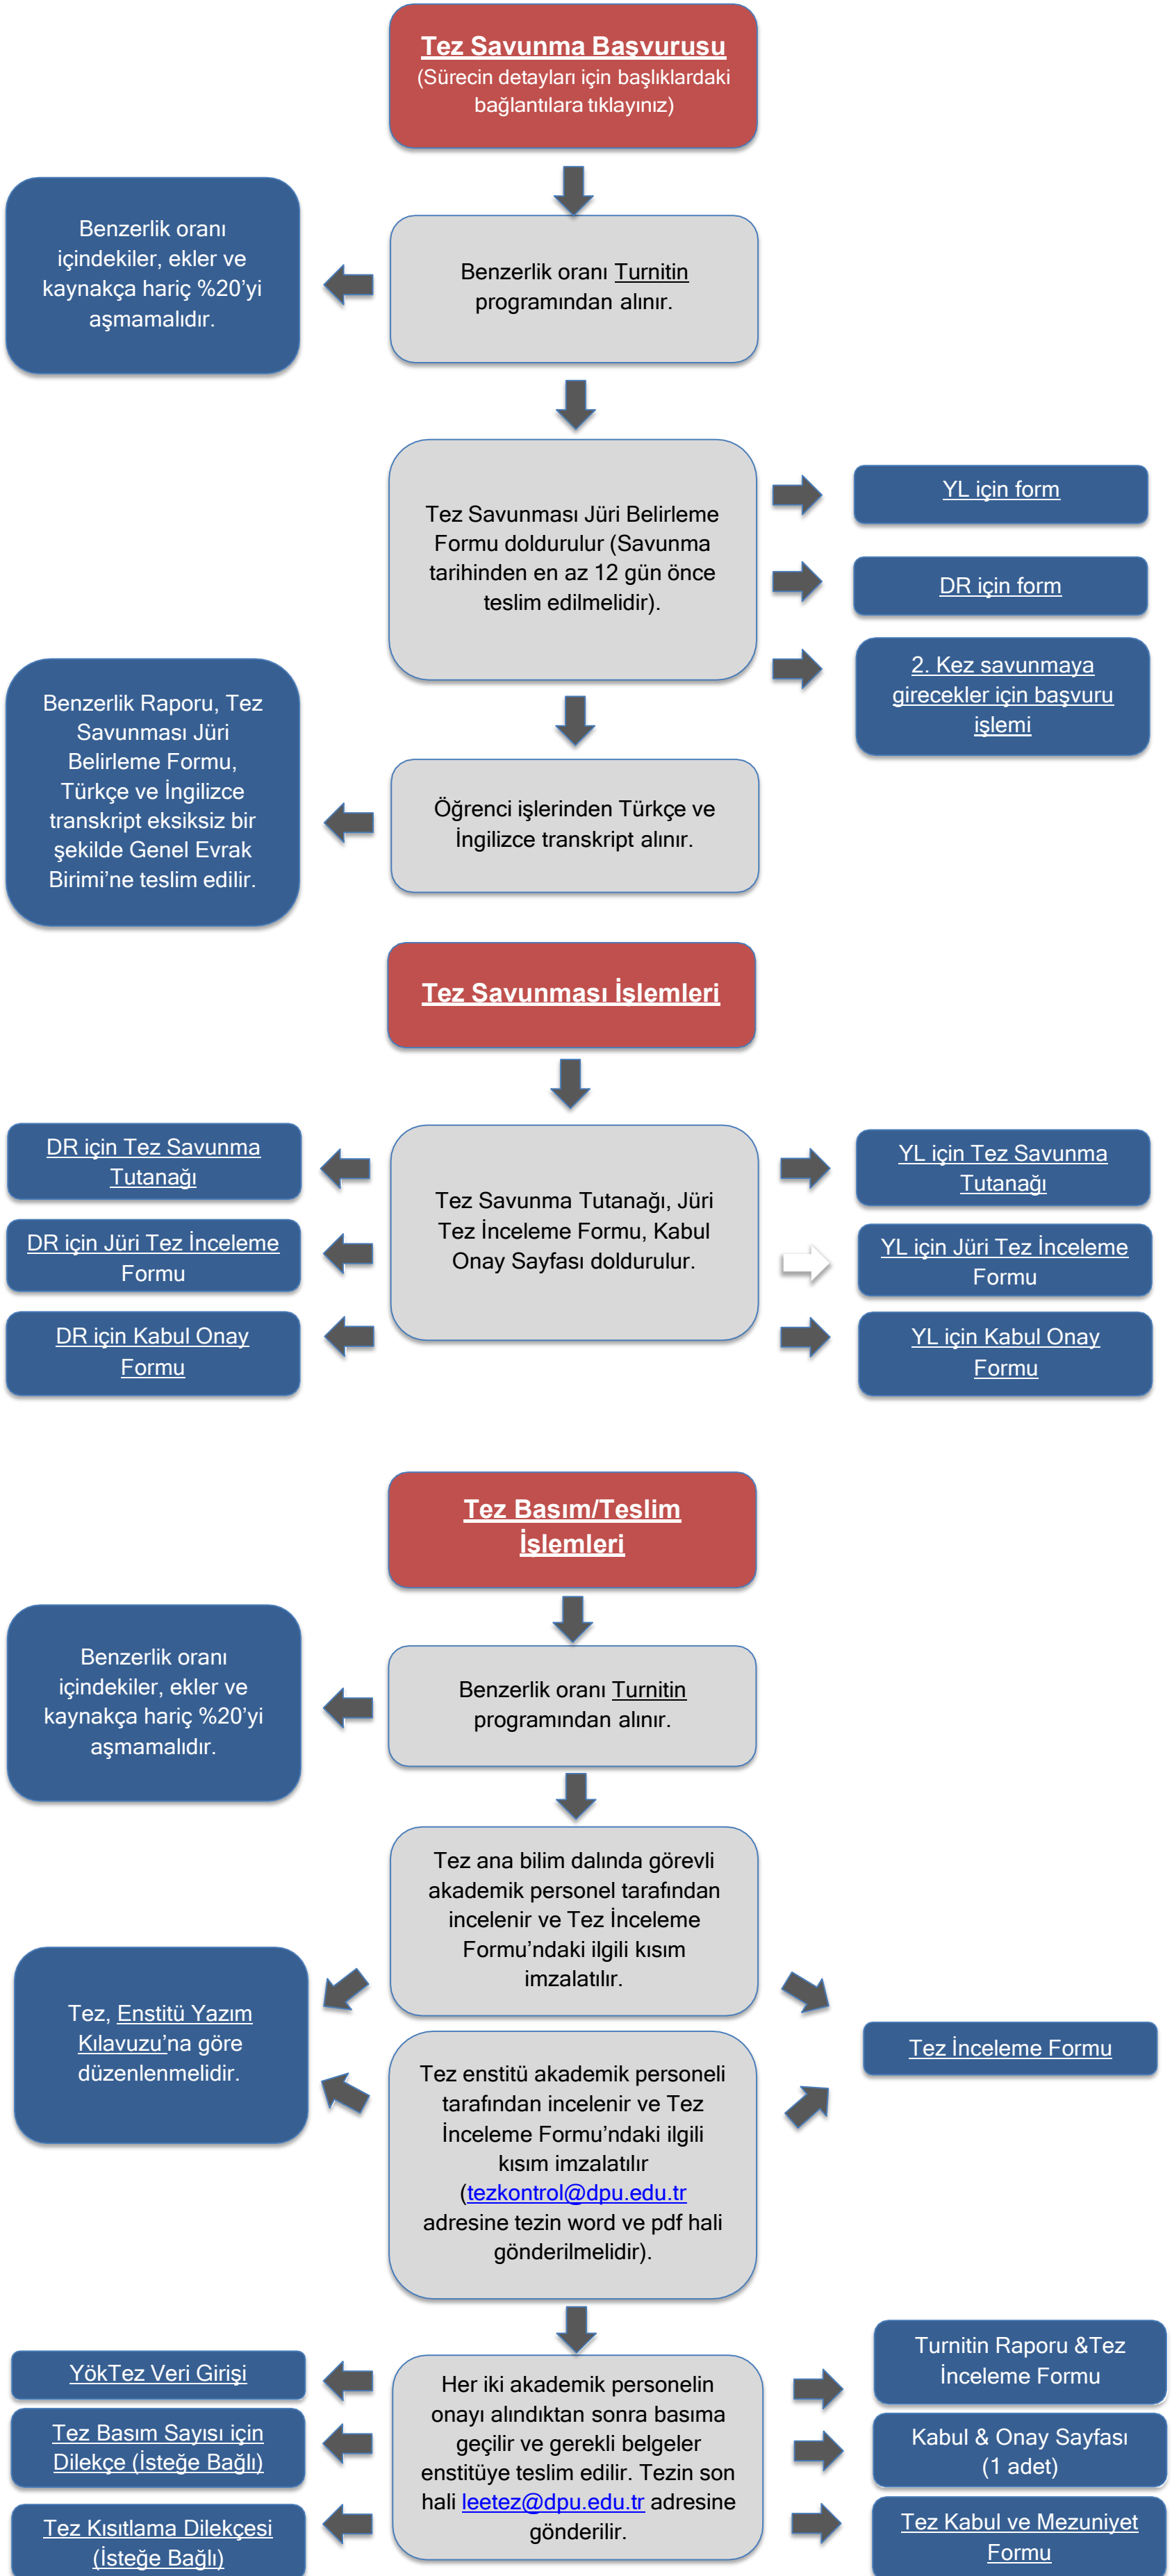 Tez Savunma Başvurusu
(Sürecin detayları için başlıklardaki
bağlantılara tıklayınız)
Benzerlik oranı
içindekiler, ekler ve
kaynakça hariç %20’yi
aşmamalıdır.
Benzerlik oranı Turnitin
programından alınır.
Tez Savunması Jüri Belirleme
Formu doldurulur (Savunma
tarihinden en az 12 gün önce
teslim edilmelidir).
YL için form
DR için form
2. Kez savunmaya
girecekler için başvuru
işlemi
Benzerlik Raporu, Tez
Savunması Jüri
Belirleme Formu,
Türkçe ve İngilizce
transkript eksiksiz bir
şekilde Genel Evrak
Birimi’ne teslim edilir.
Öğrenci işlerinden Türkçe ve
İngilizce transkript alınır.
Tez Savunması İşlemleri
DR için Tez Savunma
Tutanağı
DR için Jüri Tez İnceleme
Formu
DR için Kabul Onay
Formu
Tez Savunma Tutanağı, Jüri
Tez İnceleme Formu, Kabul
Onay Sayfası doldurulur.
YL için Tez Savunma
Tutanağı
YL için Jüri Tez İnceleme
Formu
YL için Kabul Onay
Formu
Tez Basım/Teslim
İşlemleri
Benzerlik oranı
içindekiler, ekler ve
kaynakça hariç %20’yi
aşmamalıdır.
Benzerlik oranı Turnitin
programından alınır.
Tez ana bilim dalında görevli
akademik personel tarafından
incelenir ve Tez İnceleme
Formu’ndaki ilgili kısım
imzalatılır.
Tez, Enstitü Yazım
Kılavuzu’na göre
düzenlenmelidir.
Tez İnceleme Formu
Tez enstitü akademik personeli
tarafından incelenir ve Tez
İnceleme Formu’ndaki ilgili
kısım imzalatılır
(tezkontrol@dpu.edu.tr
adresine tezin word ve pdf hali
gönderilmelidir).
YökTez Veri Girişi
Tez Basım Sayısı için
Dilekçe (İsteğe Bağlı)
Tez Kısıtlama Dilekçesi
(İsteğe Bağlı)
Her iki akademik personelin
onayı alındıktan sonra basıma
geçilir ve gerekli belgeler
enstitüye teslim edilir. Tezin son
hali leetez@dpu.edu.tr adresine
gönderilir.
Turnitin Raporu &Tez
İnceleme Formu
Kabul & Onay Sayfası
(1 adet)
Tez Kabul ve Mezuniyet
Formu